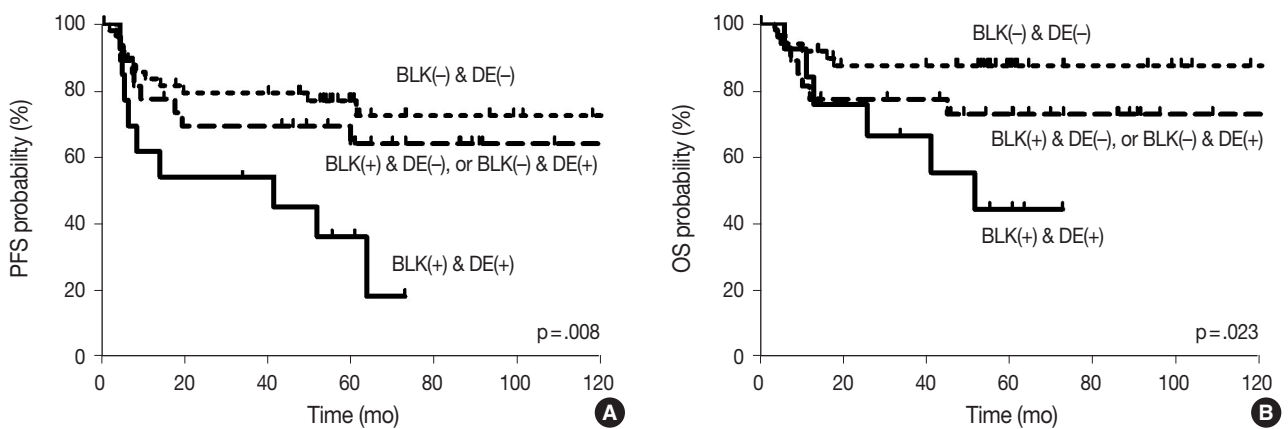 PFS probability (%)
100
80
60
40
20
0
BLK(–) & DE(–)
BLK(+) & DE(–), or BLK(–) & DE(+)
BLK(+) & DE(+)
p=.008
0 20 40 60 80 100 120
Time (mo)
A
OS probability (%)
100
80
60
40
20
0
BLK(–) & DE(–)
BLK(+) & DE(–), or BLK(–) & DE(+)
BLK(+) & DE(+)
p=.023
0 20 40 60 80 100 120
Time (mo)
B